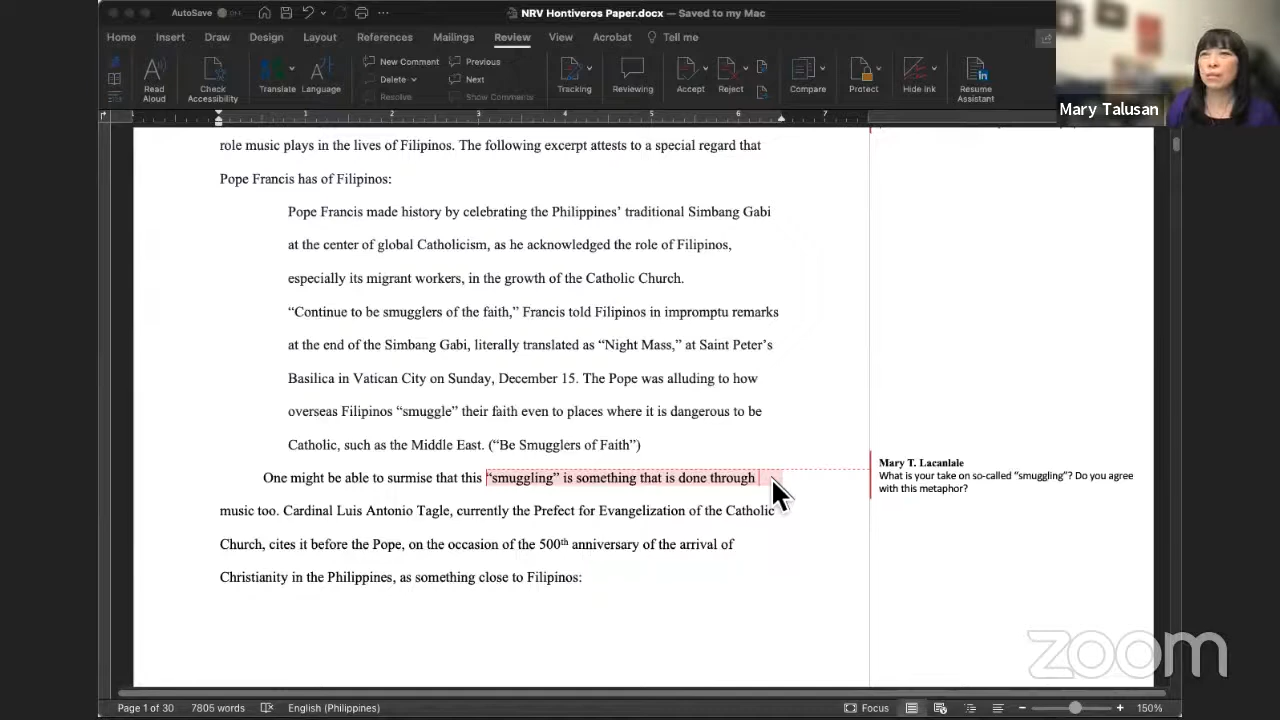 AutoSave
NRV Hontiveros Paper.docx — Saved to my Mac
Home Insert Draw Design Layout References Mailings Review View Acrobat Tell me
New Comment Previous
Delete Next
Resolve Show Comments
Read Aloud
Check Accessibility
Translate
Language
Tracking
Reviewing
Accept
Reject
Compare
Protect
Hide Ink
Resume Assistant
Mary Talusan
1 2 3 4 5 6 7
role music plays in the lives of Filipinos. The following excerpt attests to a special regard that
Pope Francis has of Filipinos:
Pope Francis made history by celebrating the Philippines’ traditional Simbang Gabi
at the center of global Catholicism, as he acknowledged the role of Filipinos,
especially its migrant workers, in the growth of the Catholic Church.
“Continue to be smugglers of the faith,” Francis told Filipinos in impromptu remarks
at the end of the Simbang Gabi, literally translated as “Night Mass,” at Saint Peter’s
Basilica in Vatican City on Sunday, December 15. The Pope was alluding to how
overseas Filipinos “smuggle” their faith even to places where it is dangerous to be
Catholic, such as the Middle East. (“Be Smugglers of Faith”)
One might be able to surmise that this “smuggling” is something that is done through
music too. Cardinal Luis Antonio Tagle, currently the Prefect for Evangelization of the Catholic
Church, cites it before the Pope, on the occasion of the 500th anniversary of the arrival of
Christianity in the Philippines, as something close to Filipinos:
Mary T. Lacanlale
What is your take on so-called “smuggling”? Do you agree
with this metaphor?
zoom
Page 1 of 30 7805 words English (Philippines) Focus 150%